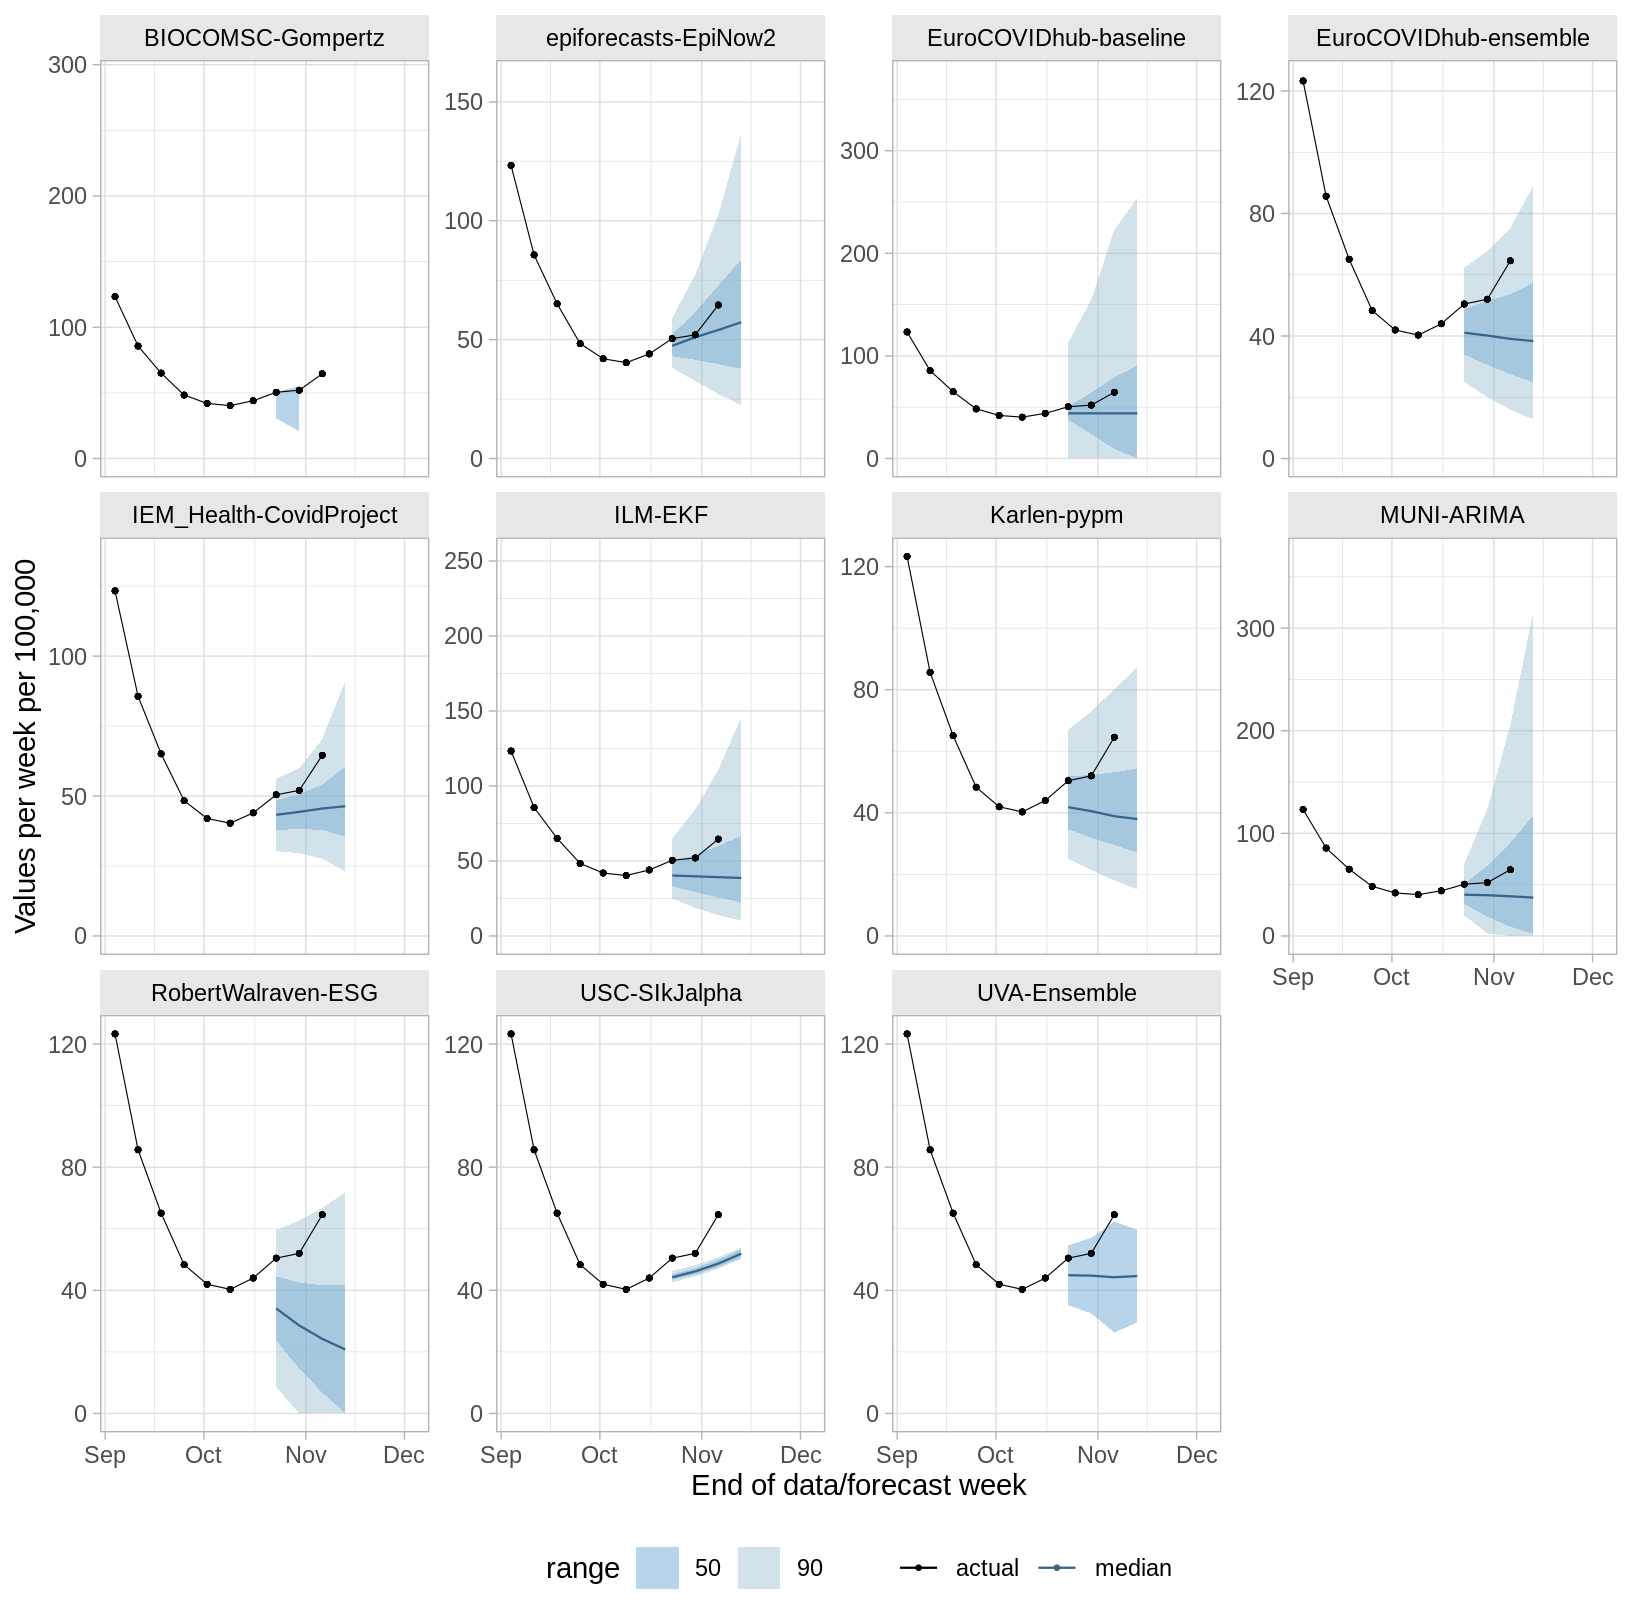 BIOCOMSC-Gompertz
epiforecasts-EpiNow2
EuroCOVIDhub-baseline
EuroCOVIDhub-ensemble
300
200
100
0
150
100
50
0
300
200
100
0
120
80
40
0
IEM_Health-CovidProject
ILM-EKF
Karlen-pypm
MUNI-ARIMA
Values per week per 100,000
100
50
0
250
200
150
100
50
0
120
80
40
0
300
200
100
0
Sep Oct Nov Dec
RobertWalraven-ESG
USC-SIkJalpha
UVA-Ensemble
120
80
40
0
120
80
40
0
120
80
40
0
Sep Oct Nov Dec
Sep Oct Nov Dec
Sep Oct Nov Dec
End of data/forecast week
range 50 90 actual median